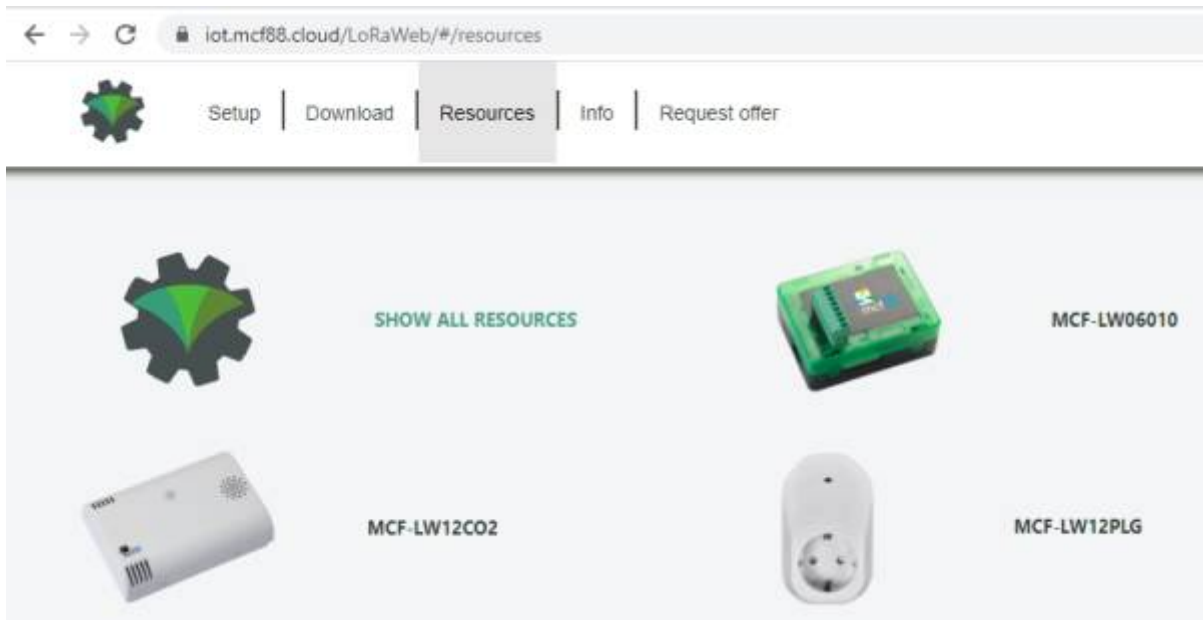 iot.mcf88.cloud/LoRaWeb/#/resources
Setup Download Resources Info Request offer
SHOW ALL RESOURCES
MCF-LW06010
MCF-LW12CO2
MCF-LW12PLG